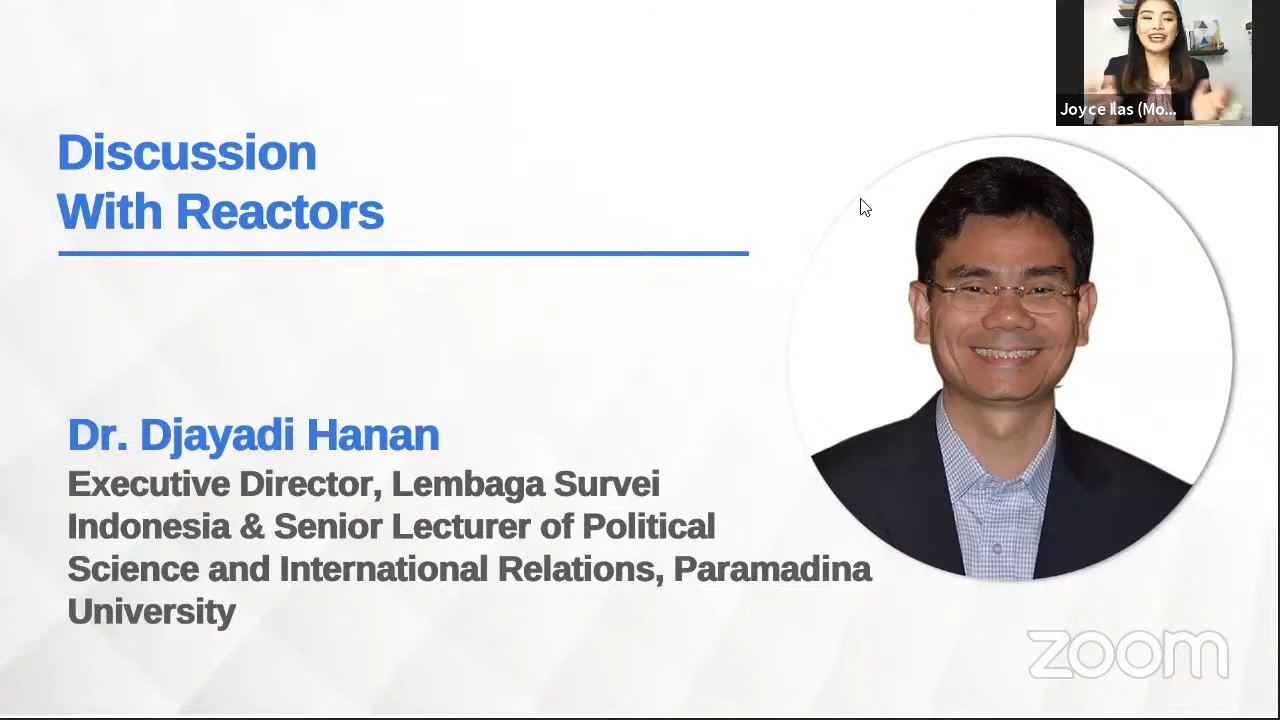 Joyce Ilas (Mo...
Discussion
With Reactors
Dr. Djayadi Hanan
Executive Director, Lembaga Survei
Indonesia & Senior Lecturer of Political
Science and International Relations, Paramadina
University
zoom